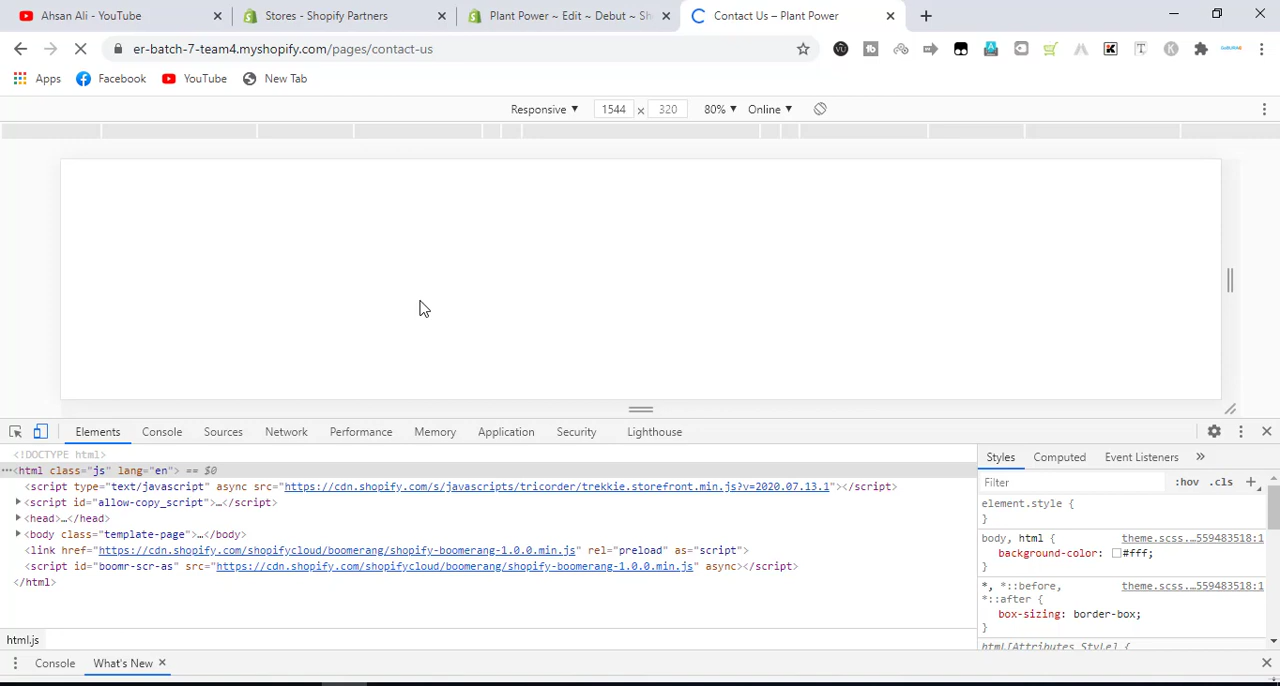 Ahsan Ali - YouTube
Stores - Shopify Partners
Plant Power ~ Edit ~ Debut ~ Sh
Contact Us – Plant Power
er-batch-7-team4.myshopify.com/pages/contact-us
Apps
Facebook
YouTube
New Tab
Responsive ▼ 1544 × 320 80% ▼ Online ▼
Elements
Console
Sources
Network
Performance
Memory
Application
Security
Lighthouse
<!DOCTYPE html>
<html class="js" lang="en"> == $0
<script type="text/javascript" async src="https://cdn.shopify.com/s/javascripts/tricorder/trekkie.storefront.min.js?v=2020.07.13.1"></script>
<script id="allow-copy_script">…</script>
<head>…</head>
<body class="template-page">…</body>
<link href="https://cdn.shopify.com/shopifycloud/boomerang/shopify-boomerang-1.0.0.min.js" rel="preload" as="script">
<script id="boomr-scr-as" src="https://cdn.shopify.com/shopifycloud/boomerang/shopify-boomerang-1.0.0.min.js" async></script>
</html>
html.js
Styles
Computed
Event Listeners
Filter
:hov .cls +
element.style {
}
body, html { theme.scss…559483518:1
background-color: #fff;
}
*, *::before, theme.scss…559483518:1
*::after {
box-sizing: border-box;
}
html[Attributes Style] {
Console
What's New